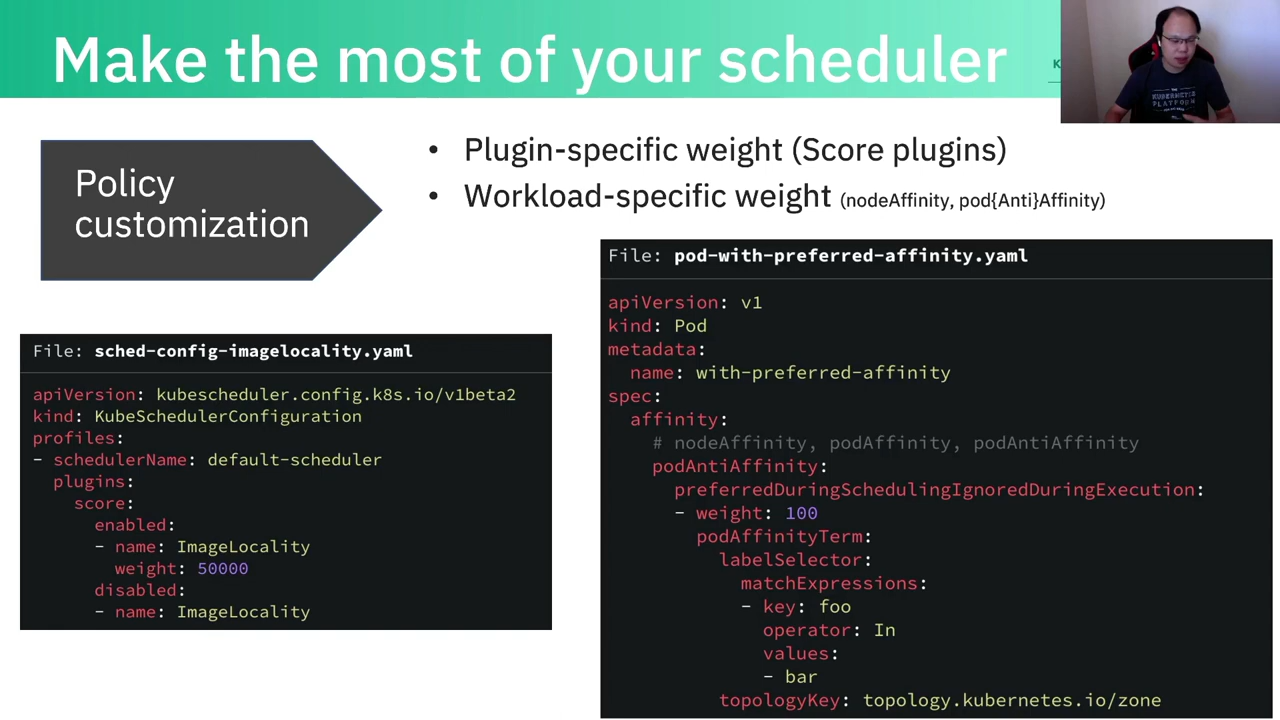 Make the most of your scheduler
K
THE
KUBERNETES
PLATFORM
Policy
customization
• Plugin-specific weight (Score plugins)
• Workload-specific weight (nodeAffinity, pod{Anti}Affinity)
File: sched-config-imagelocality.yaml
apiVersion: kubescheduler.config.k8s.io/v1beta2
kind: KubeSchedulerConfiguration
profiles:
- schedulerName: default-scheduler
plugins:
score:
enabled:
- name: ImageLocality
weight: 50000
disabled:
- name: ImageLocality
File: pod-with-preferred-affinity.yaml
apiVersion: v1
kind: Pod
metadata:
name: with-preferred-affinity
spec:
affinity:
# nodeAffinity, podAffinity, podAntiAffinity
podAntiAffinity:
preferredDuringSchedulingIgnoredDuringExecution:
- weight: 100
podAffinityTerm:
labelSelector:
matchExpressions:
- key: foo
operator: In
values:
- bar
topologyKey: topology.kubernetes.io/zone